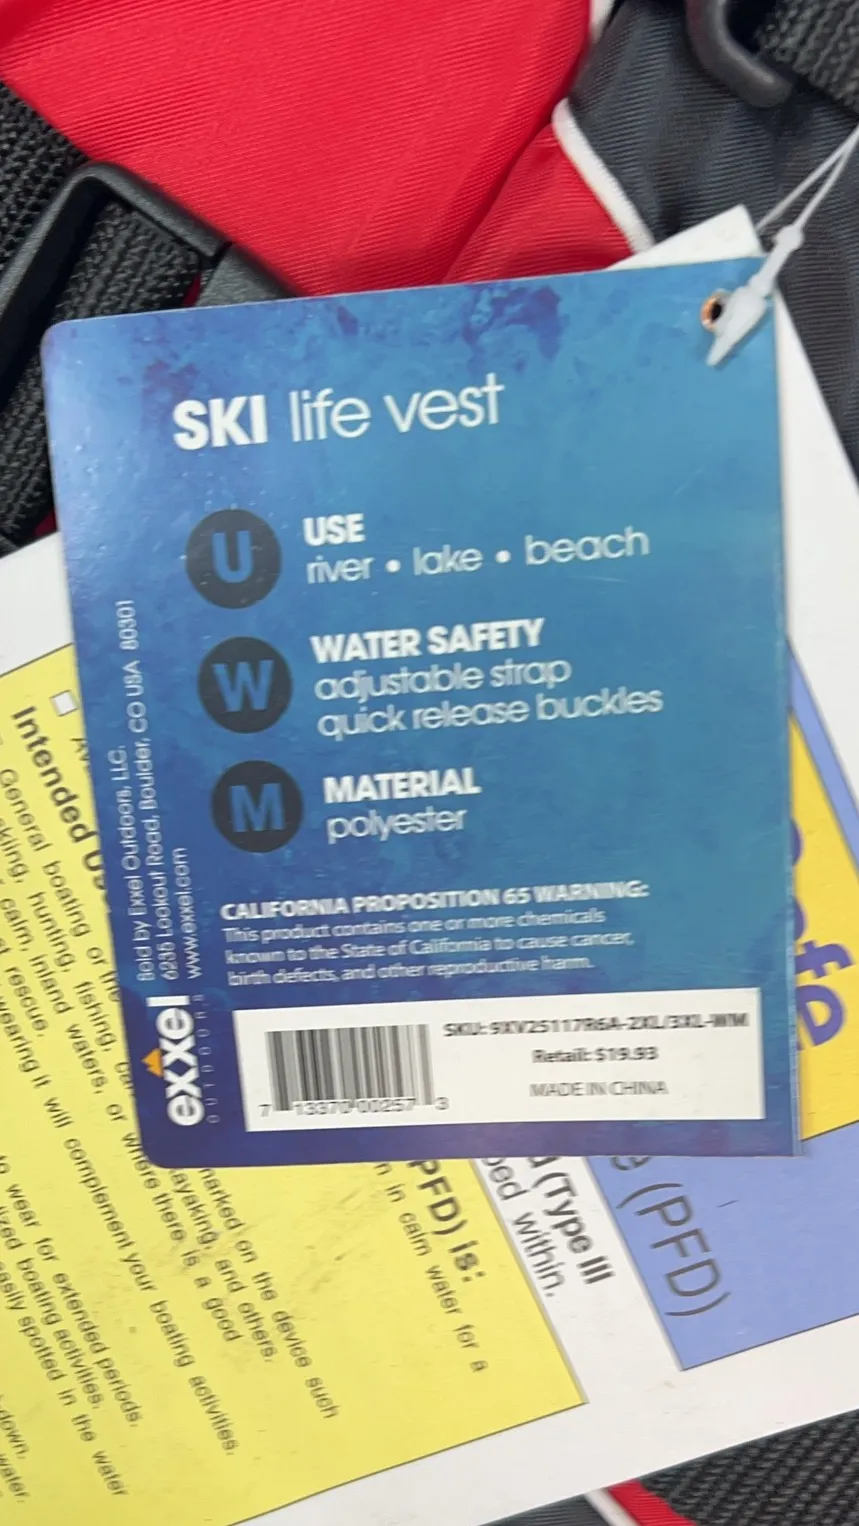 SKI life vest
U
USE
river • lake • beach
W
WATER SAFETY
adjustable strap
quick release buckles
M
MATERIAL
polyester
CALIFORNIA PROPOSITION 65 WARNING:
This product contains one or more chemicals
known to the State of California to cause cancer,
birth defects, and other reproductive harm.
SKU: 9XV25117R6A-2XL/3XL-WM
Retail: $19.93
MADE IN CHINA
7 13370 00257 3
Sold by Exxel Outdoors, LLC.
6235 Lookout Road, Boulder, CO USA 80301
www.exxel.com
exxel
OUTDOORS
Intended
General boating or
hunting, fishing,
calm, inland waters, or where there is a good
rescue.
wearing it will complement your boating activities.
wear for extended periods.
boating activities.
easily spotted in the water
down.
water.
marked on the device such
and others.
PFD) is:
in calm water for a
(Type III
within.
(PFD)